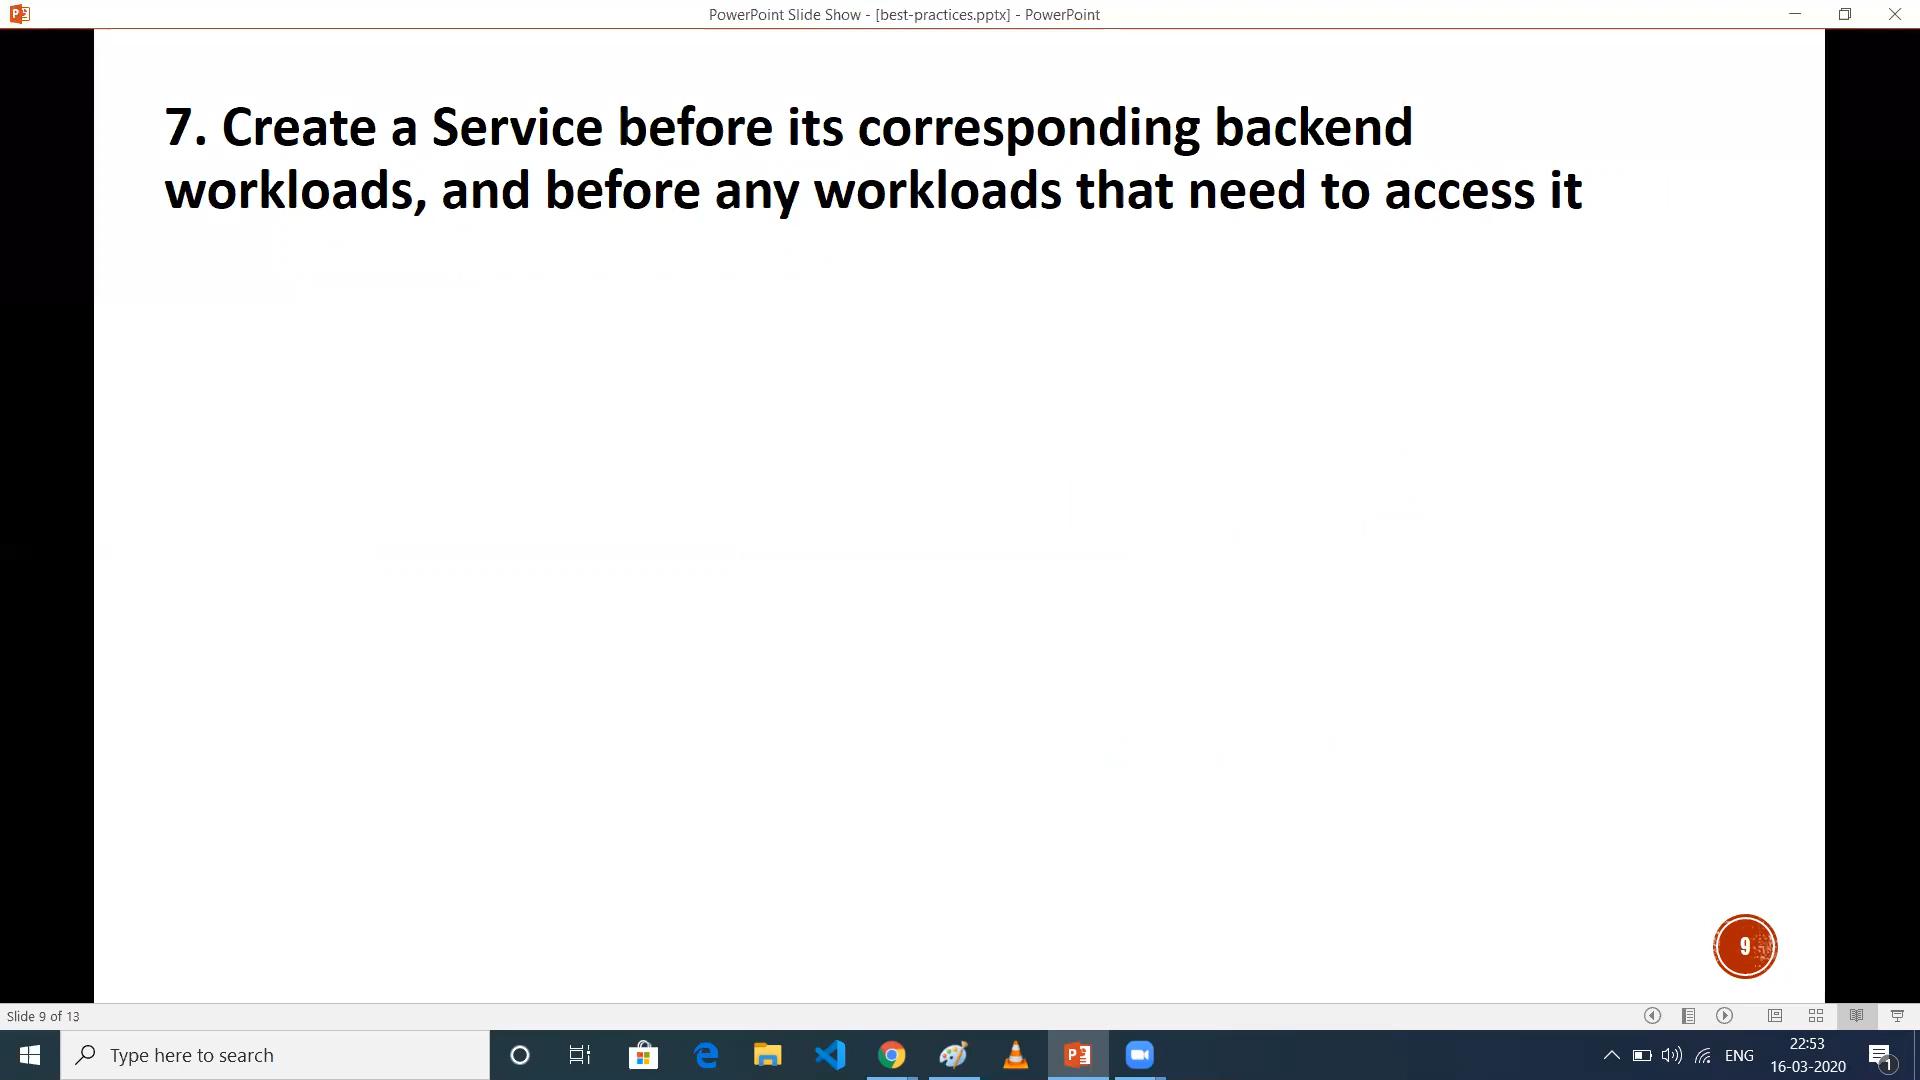 PowerPoint Slide Show - [best-practices.pptx] - PowerPoint
7. Create a Service before its corresponding backend
workloads, and before any workloads that need to access it
9
Slide 9 of 13
Type here to search
ENG
22:53
16-03-2020
1